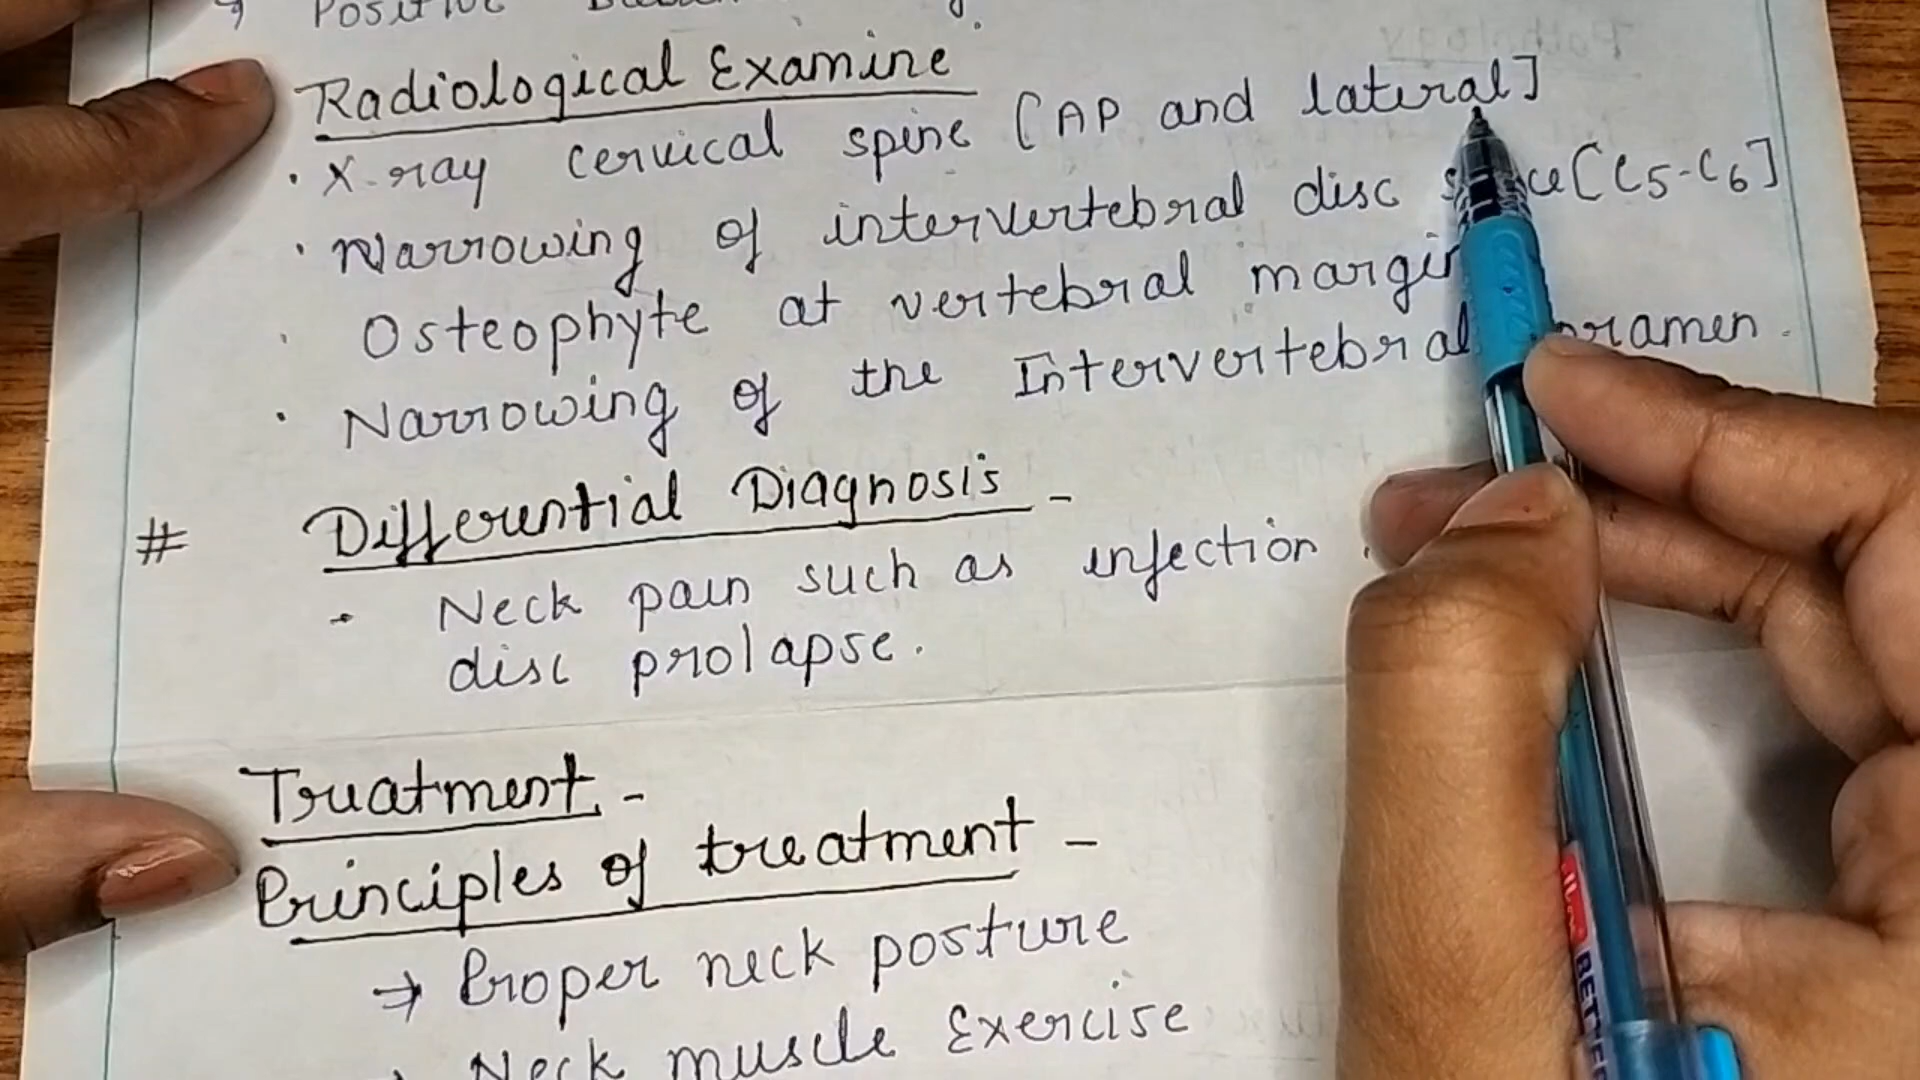 → Positive
Radiological Examine
· X-ray cervical spine [AP and lateral]
· Narrowing of intervertebral disc [C5-C6]
· Osteophyte at vertebral
· Narrowing of the Intervertebral
# Differential Diagnosis -
· Neck pain such as infection
disc prolapse.
Treatment -
Principles of treatment -
→ Proper neck posture
→ Neck muscle Exercise